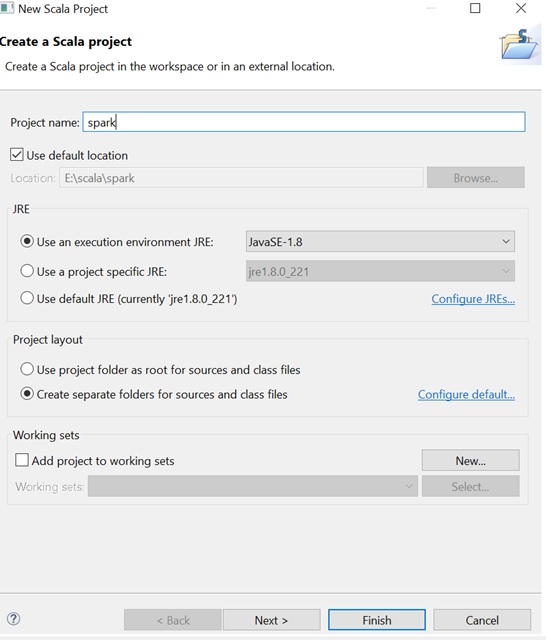 New Scala Project
Create a Scala project
Create a Scala project in the workspace or in an external location.
Project name: spark
Use default location
Location: E:\scala\spark Browse...
JRE
Use an execution environment JRE: JavaSE-1.8
Use a project specific JRE: jre1.8.0_221
Use default JRE (currently 'jre1.8.0_221') Configure JREs...
Project layout
Use project folder as root for sources and class files
Create separate folders for sources and class files Configure default...
Working sets
Add project to working sets New...
Working sets: Select...
? < Back Next > Finish Cancel